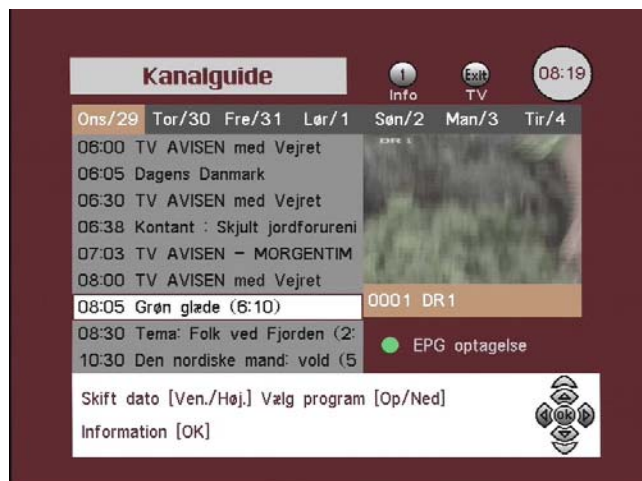 Kanalguide
1
Info
Exit
TV
08:19
Ons/29 Tor/30 Fre/31 Lør/1 Søn/2 Man/3 Tir/4
06:00 TV AVISEN med Vejret
06:05 Dagens Danmark
06:30 TV AVISEN med Vejret
06:38 Kontant : Skjult jordforureni
07:03 TV AVISEN - MORGENTIM
08:00 TV AVISEN med Vejret
08:05 Grøn glæde (6:10)
08:30 Tema: Folk ved Fjorden (2:
10:30 Den nordiske mand: vold (5
DR 1
0001 DR1
EPG optagelse
Skift dato [Ven./Høj.] Vælg program [Op/Ned]
Information [OK]
ok